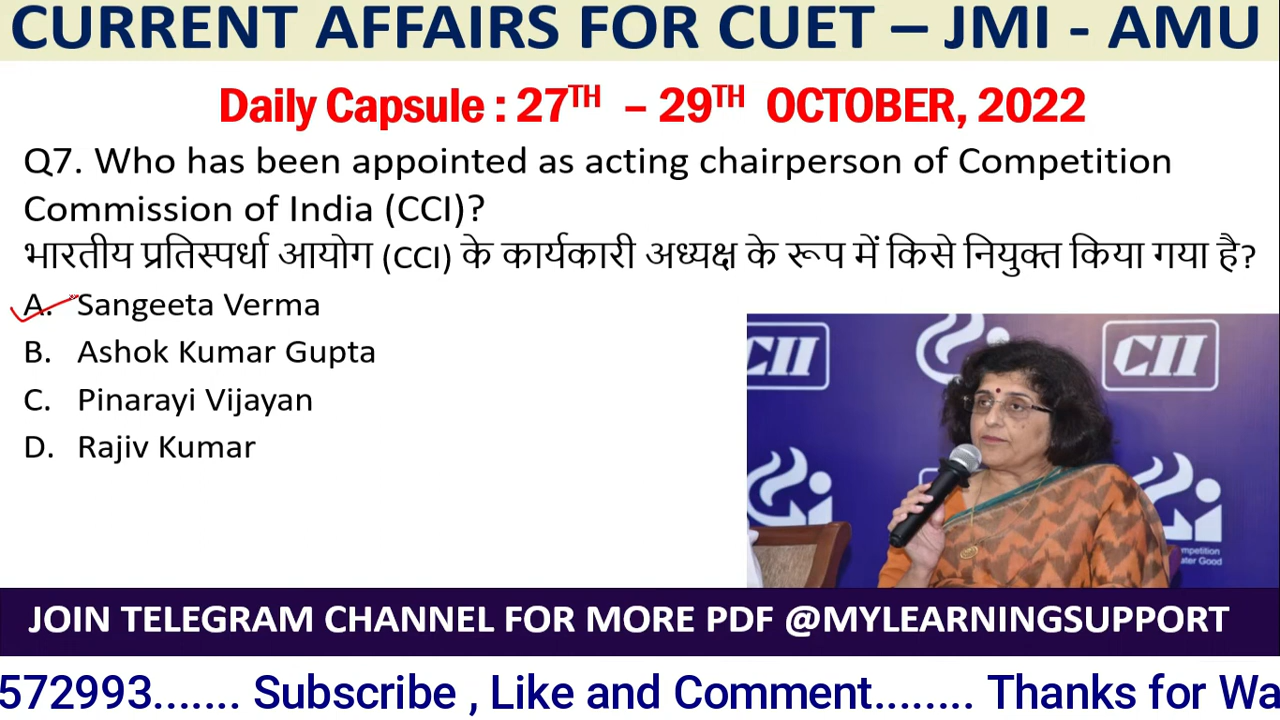 CURRENT AFFAIRS FOR CUET – JMI - AMU
Daily Capsule : 27TH – 29TH OCTOBER, 2022
Q7. Who has been appointed as acting chairperson of Competition
Commission of India (CCI)?
भारतीय प्रतिस्पर्धा आयोग (CCI) के कार्यकारी अध्यक्ष के रूप में किसे नियुक्त किया गया है?
A. Sangeeta Verma
B. Ashok Kumar Gupta
C. Pinarayi Vijayan
D. Rajiv Kumar
CII
CII
JOIN TELEGRAM CHANNEL FOR MORE PDF @MYLEARNINGSUPPORT
572993....... Subscribe , Like and Comment........ Thanks for Wa